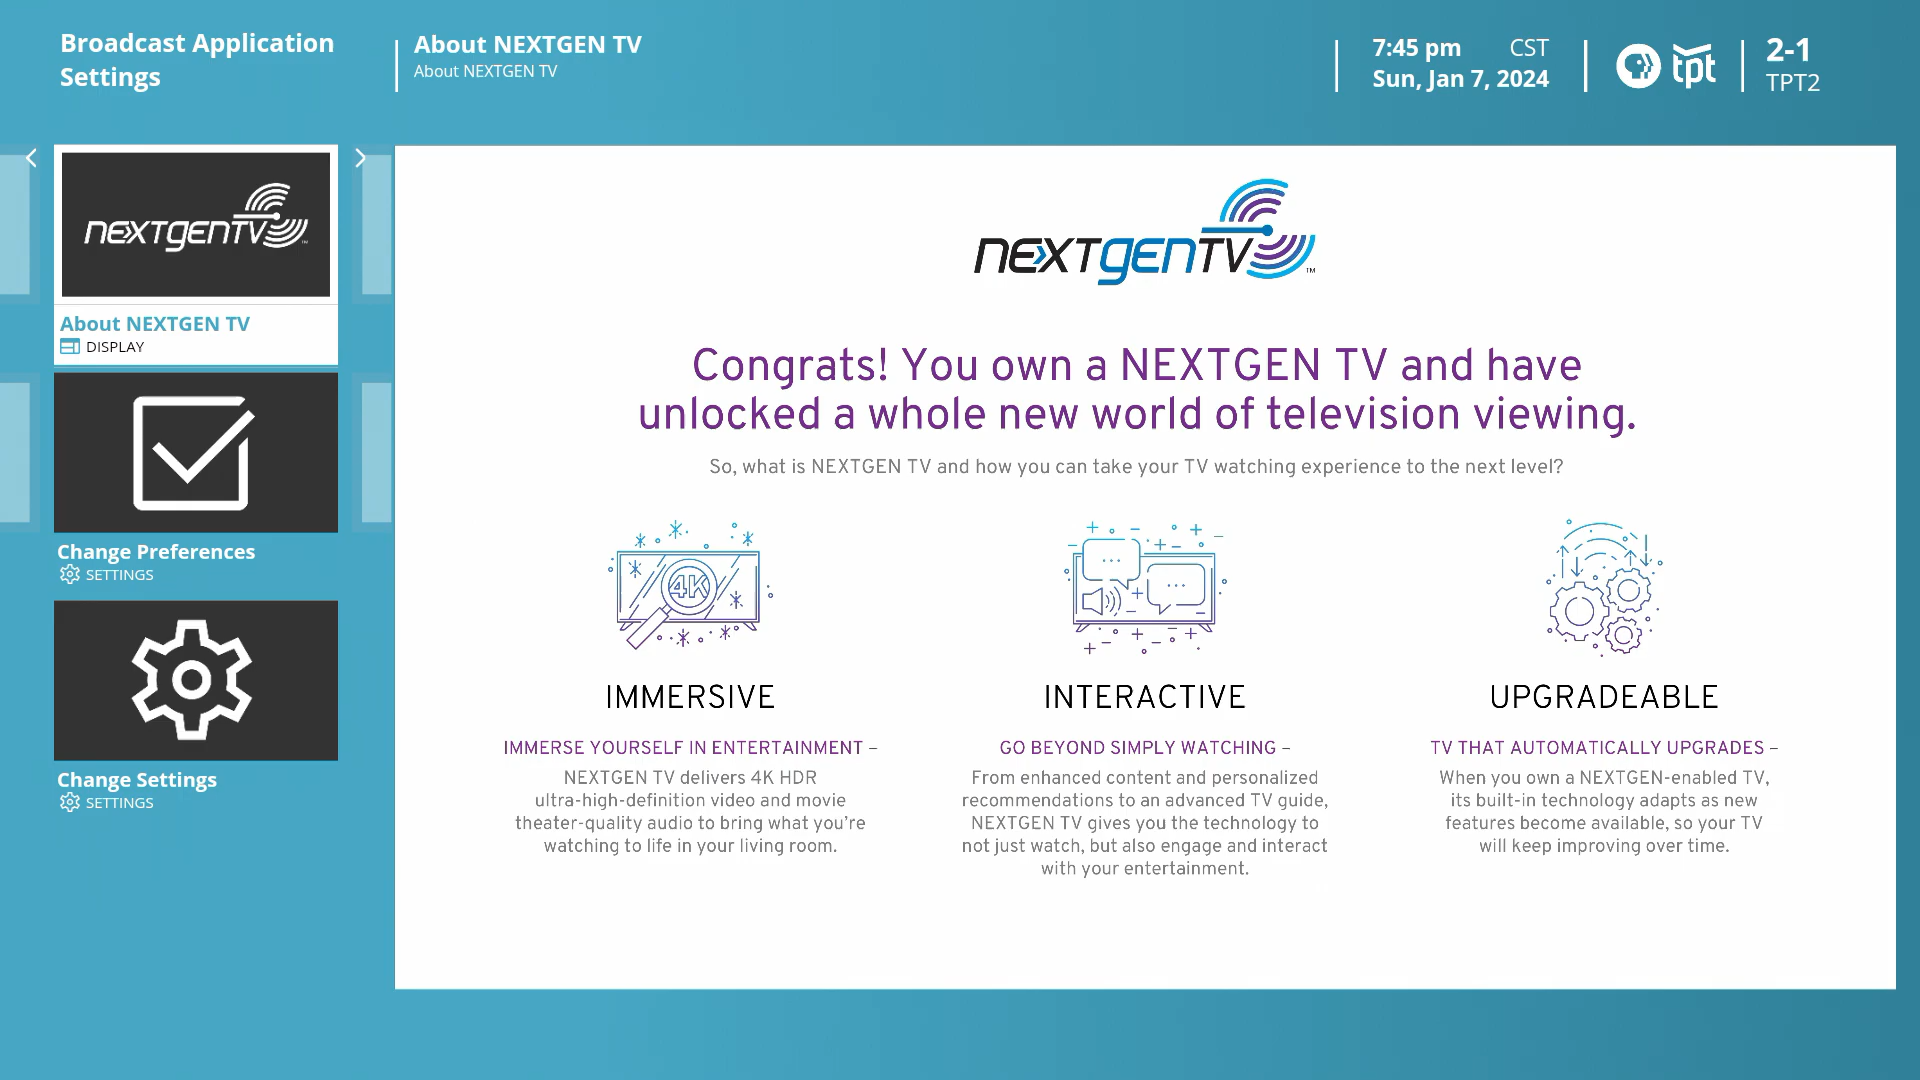 Broadcast Application
Settings
About NEXTGEN TV
About NEXTGEN TV
7:45 pm CST
Sun, Jan 7, 2024
tpt
2-1
TPT2
NEXTGENTV
About NEXTGEN TV
DISPLAY
Change Preferences
SETTINGS
Change Settings
SETTINGS
NEXTGENTV™
Congrats! You own a NEXTGEN TV and have
unlocked a whole new world of television viewing.
So, what is NEXTGEN TV and how you can take your TV watching experience to the next level?
4K
IMMERSIVE
IMMERSE YOURSELF IN ENTERTAINMENT –
NEXTGEN TV delivers 4K HDR
ultra-high-definition video and movie
theater-quality audio to bring what you’re
watching to life in your living room.
INTERACTIVE
GO BEYOND SIMPLY WATCHING –
From enhanced content and personalized
recommendations to an advanced TV guide,
NEXTGEN TV gives you the technology to
not just watch, but also engage and interact
with your entertainment.
UPGRADEABLE
TV THAT AUTOMATICALLY UPGRADES –
When you own a NEXTGEN-enabled TV,
its built-in technology adapts as new
features become available, so your TV
will keep improving over time.